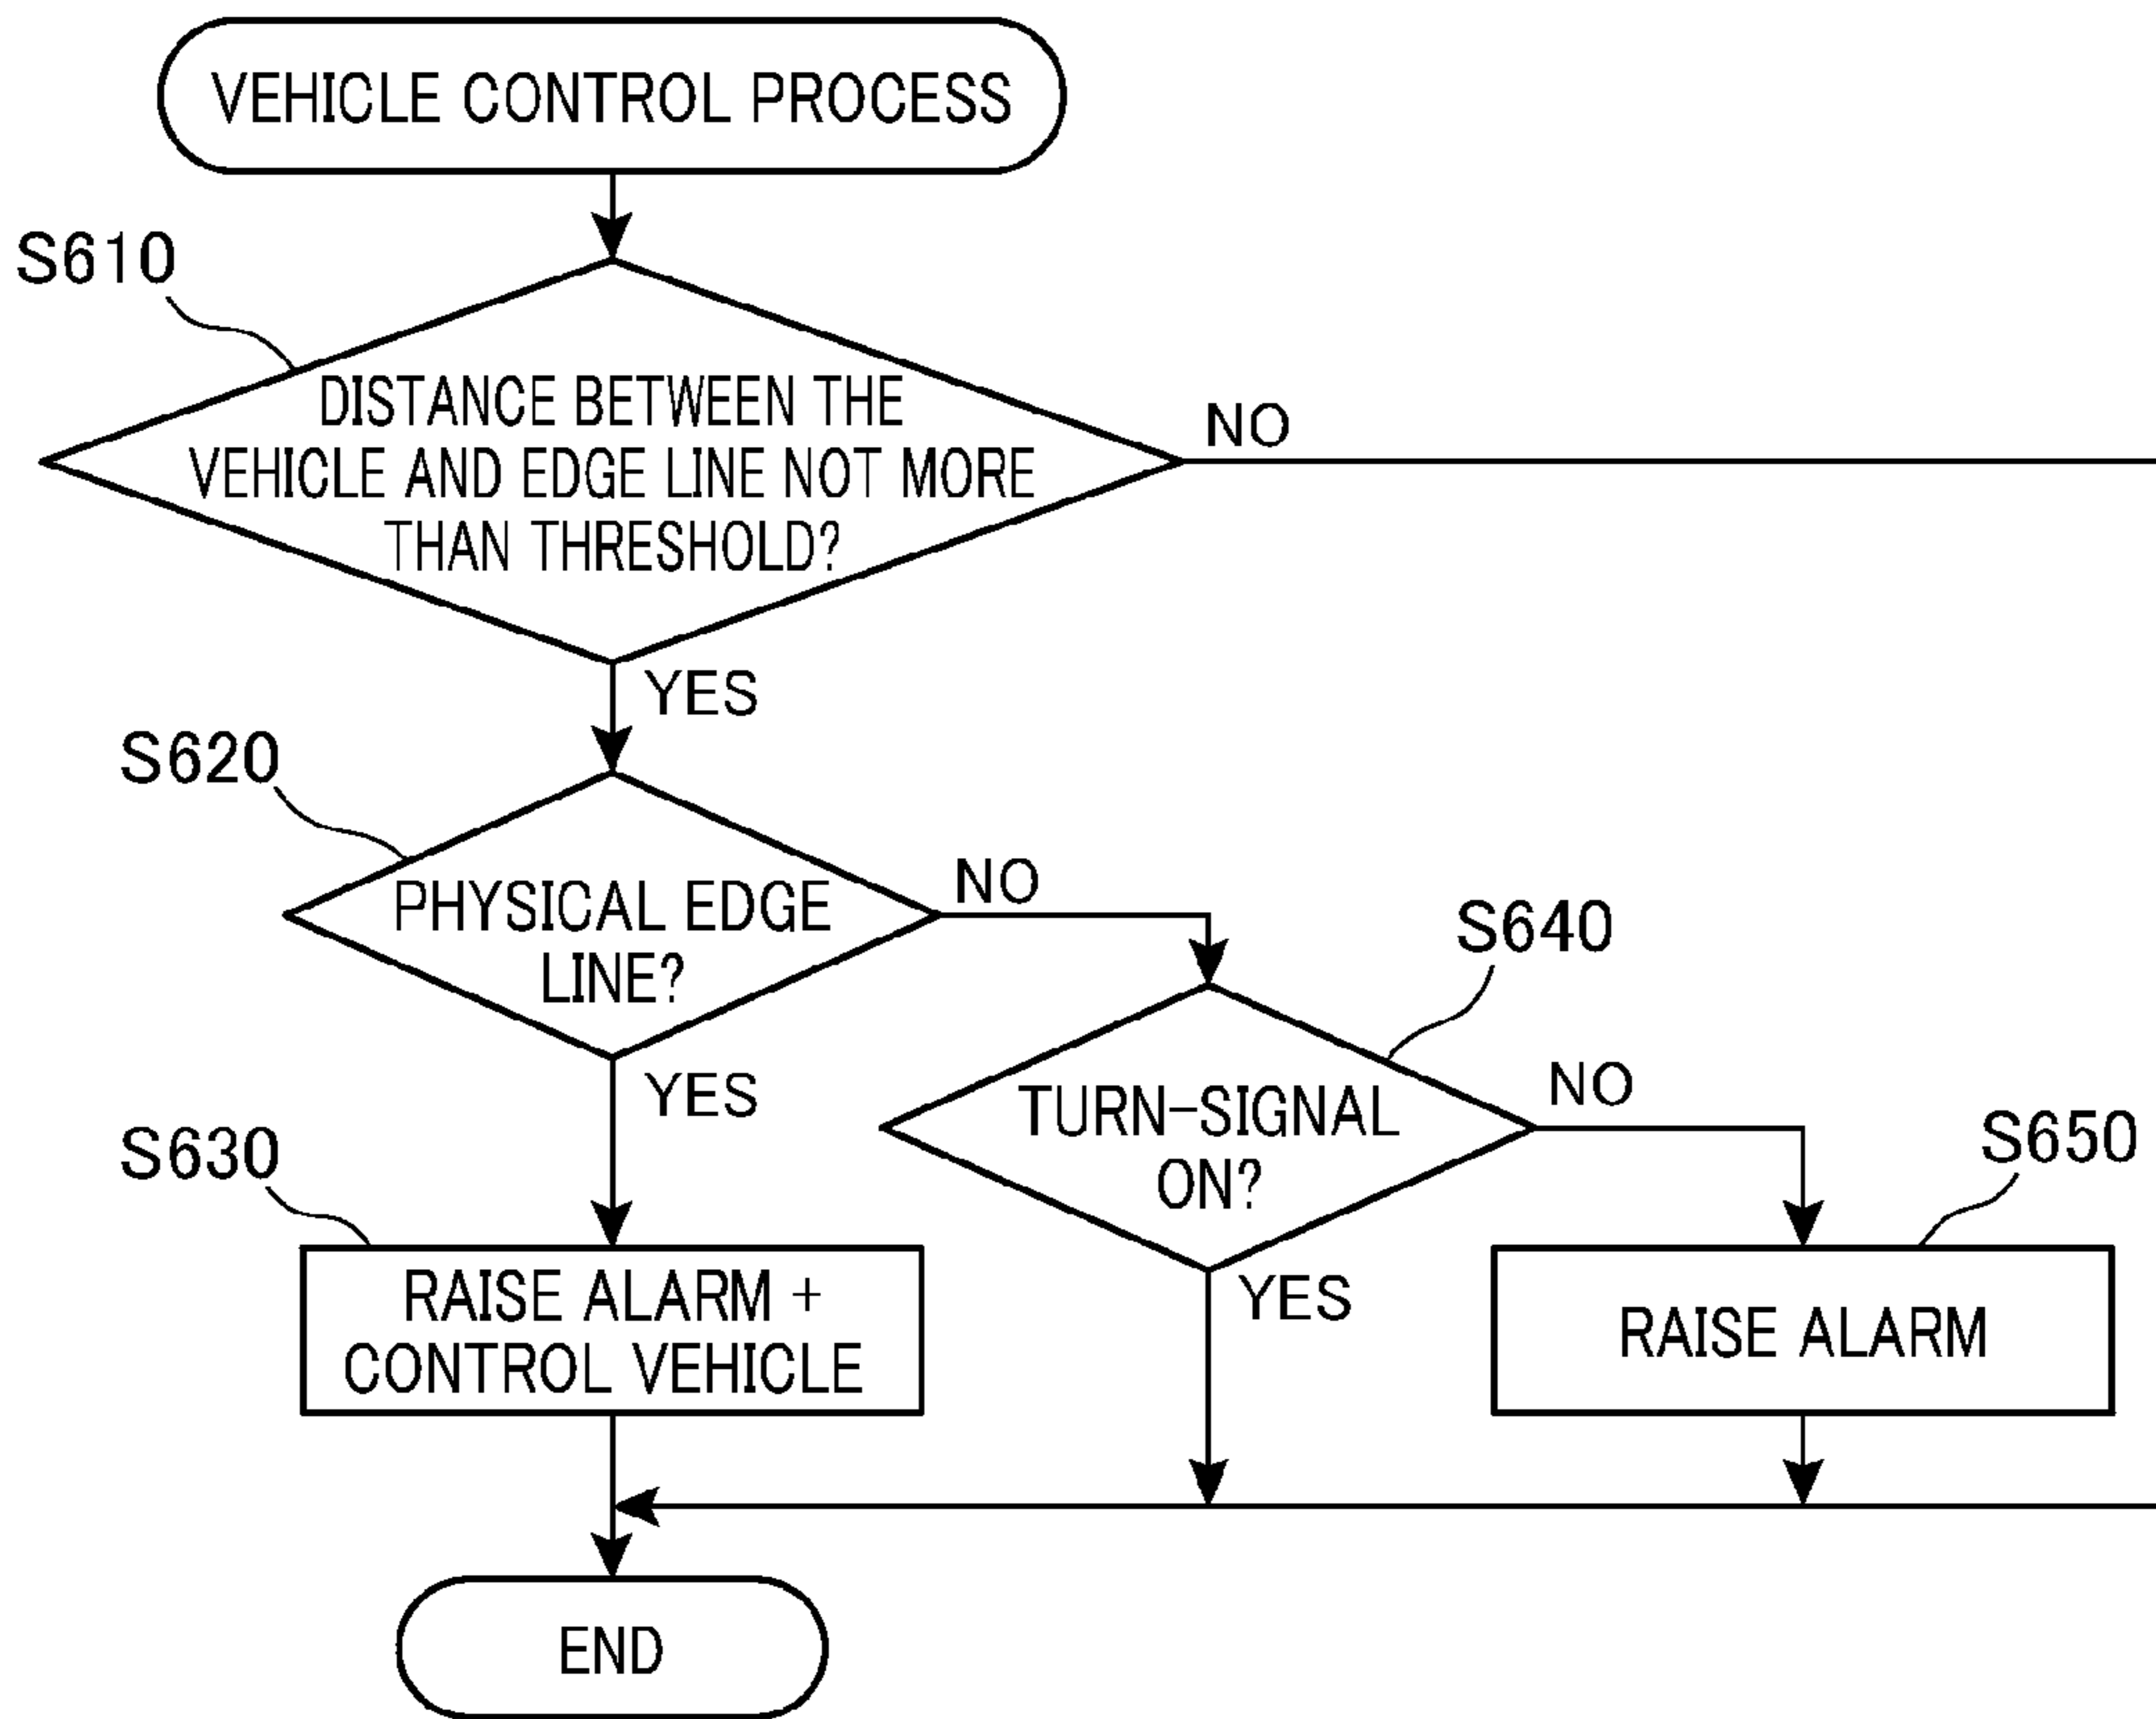 VEHICLE CONTROL PROCESS
S610
DISTANCE BETWEEN THE
VEHICLE AND EDGE LINE NOT MORE
THAN THRESHOLD?
NO
YES
S620
PHYSICAL EDGE
LINE?
NO
YES
S640
TURN-SIGNAL
ON?
NO
YES
S630
RAISE ALARM +
CONTROL VEHICLE
S650
RAISE ALARM
END